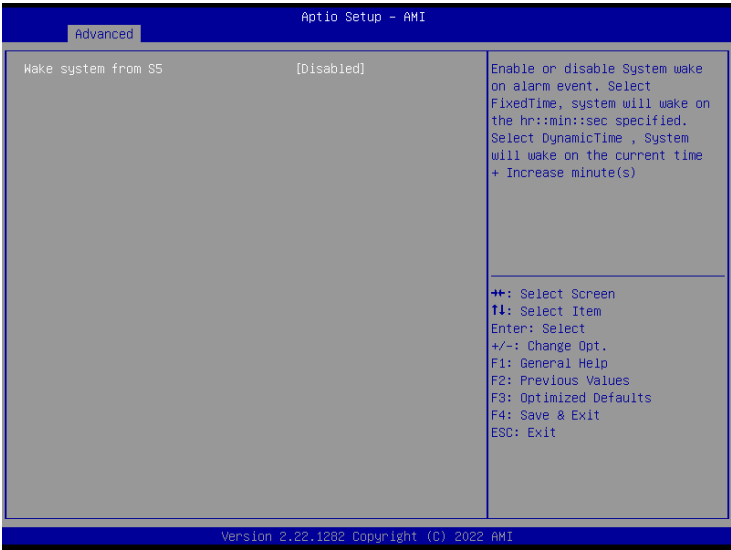 Aptio Setup - AMI
Advanced
Wake system from S5 [Disabled]
Enable or disable System wake
on alarm event. Select
FixedTime, system will wake on
the hr::min::sec specified.
Select DynamicTime , System
will wake on the current time
+ Increase minute(s)
→←: Select Screen
↑↓: Select Item
Enter: Select
+/-: Change Opt.
F1: General Help
F2: Previous Values
F3: Optimized Defaults
F4: Save & Exit
ESC: Exit
Version 2.22.1282 Copyright (C) 2022 AMI